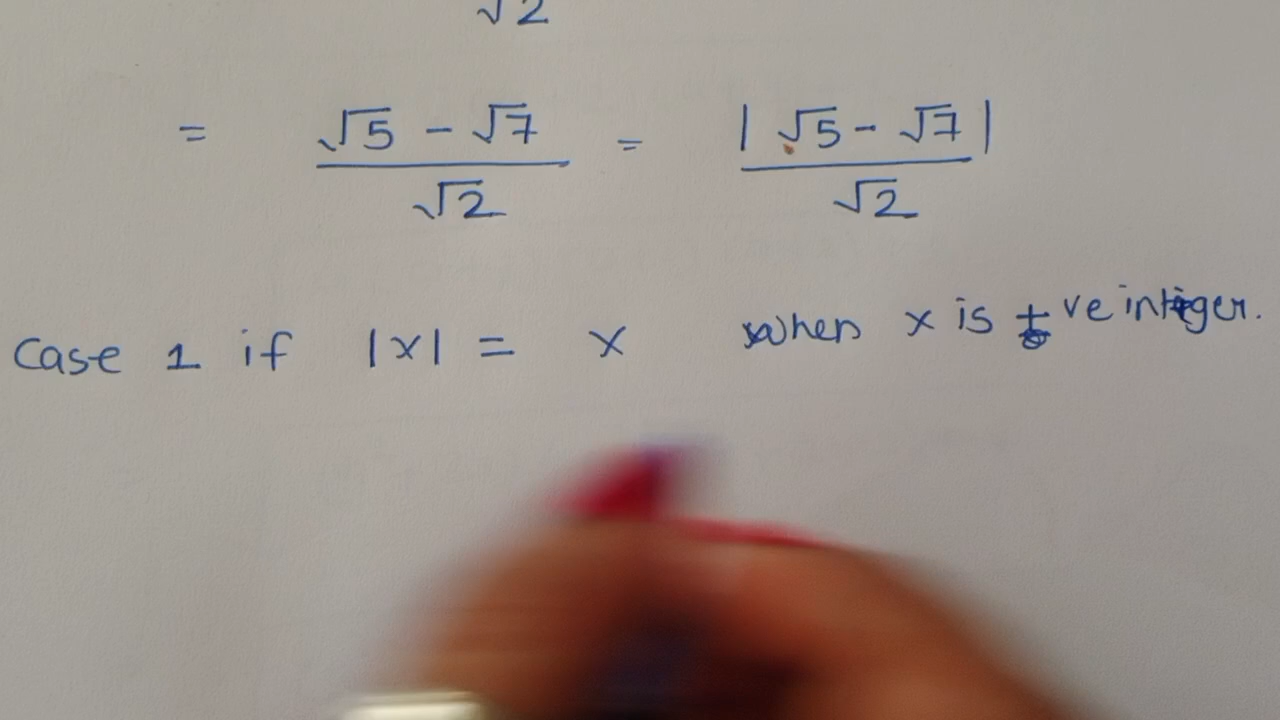 √2
= √5 - √7 / √2 = |√5 - √7| / √2
Case 1 if |x| = x when x is +ve integer.